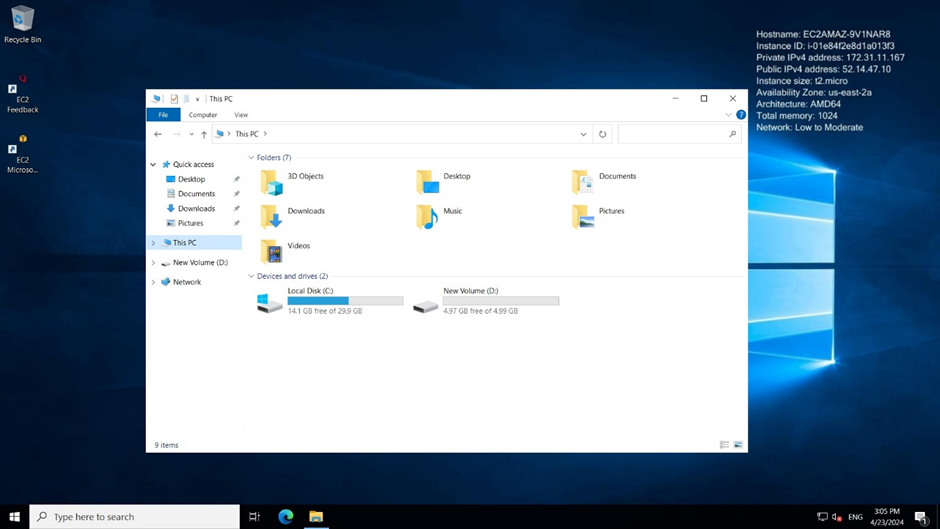 Recycle Bin
EC2
Feedback
EC2
Microso...
Hostname: EC2AMAZ-9V1NAR8
Instance ID: i-01e84f2e8d1a013f3
Private IPv4 address: 172.31.11.167
Public IPv4 address: 52.14.47.10
Instance size: t2.micro
Availability Zone: us-east-2a
Architecture: AMD64
Total memory: 1024
Network: Low to Moderate
This PC
File Computer View
This PC
Quick access
Desktop
Documents
Downloads
Pictures
This PC
New Volume (D:)
Network
Folders (7)
3D Objects
Desktop
Documents
Downloads
Music
Pictures
Videos
Devices and drives (2)
Local Disk (C:)
14.1 GB free of 29.9 GB
New Volume (D:)
4.97 GB free of 4.99 GB
9 items
Type here to search
ENG
3:05 PM
4/23/2024
1